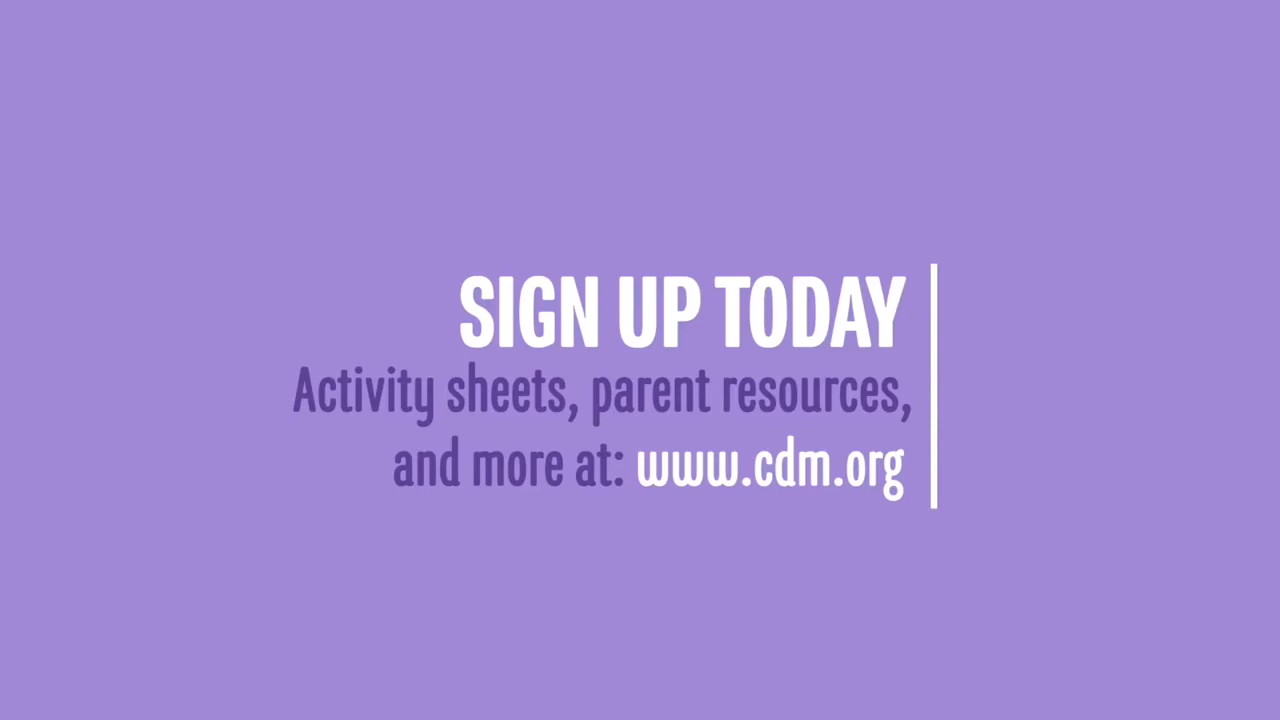 SIGN UP TODAY
Activity sheets, parent resources,
and more at: www.cdm.org